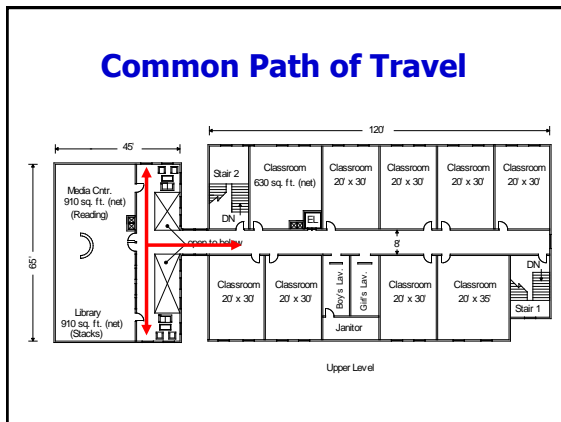 Common Path of Travel
120'
45'
65'
Stair 2
DN
Classroom
630 sq. ft. (net)
EL
Classroom
20' x 30'
Classroom
20' x 30'
Classroom
20' x 30'
Classroom
20' x 30'
Media Cntr.
910 sq. ft. (net)
(Reading)
open to below
8'
Library
910 sq. ft. (net)
(Stacks)
Classroom
20' x 30'
Classroom
20' x 30'
Boy's Lav.
Girl's Lav.
Janitor
Classroom
20' x 30'
Classroom
20' x 35'
DN
Stair 1
Upper Level